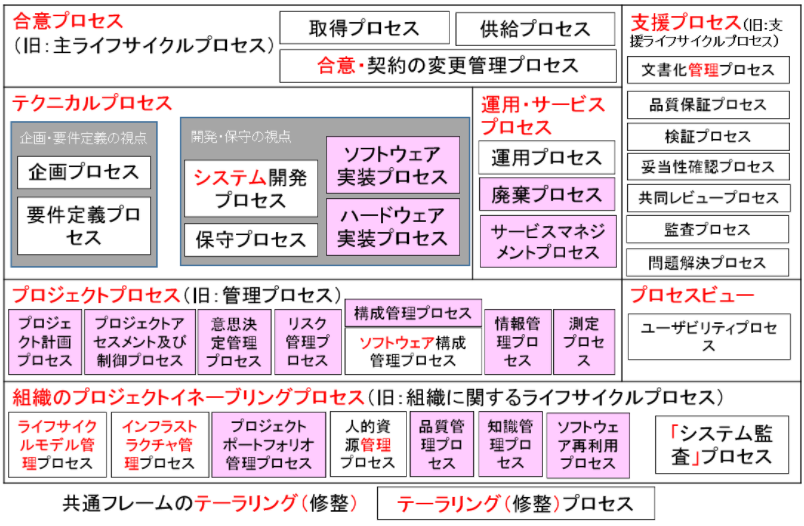 合意プロセス
(旧：主ライフサイクルプロセス)
取得プロセス
供給プロセス
合意・契約の変更管理プロセス
支援プロセス(旧:支
援ライフサイクルプロセス)
文書化管理プロセス
品質保証プロセス
検証プロセス
妥当性確認プロセス
共同レビュープロセス
監査プロセス
問題解決プロセス
テクニカルプロセス
企画・要件定義の視点
企画プロセス
要件定義プロ
セス
開発・保守の視点
システム開発
プロセス
保守プロセス
ソフトウェア
実装プロセス
ハードウェア
実装プロセス
運用・サービス
プロセス
運用プロセス
廃棄プロセス
サービスマネジ
メントプロセス
プロジェクトプロセス(旧：管理プロセス)
プロジェ
クト計画
プロセス
プロジェクトア
セスメント及び
制御プロセス
意思決
定管理
プロセス
リスク
管理プ
ロセス
構成管理プロセス
ソフトウェア構成
管理プロセス
情報管
理プロ
セス
測定
プロセ
ス
プロセスビュー
ユーザビリティプロセ
ス
組織のプロジェクトイネーブリングプロセス(旧：組織に関するライフサイクルプロセス)
ライフサイク
ルモデル管
理プロセス
インフラスト
ラクチャ管
理プロセス
プロジェクト
ポートフォリオ
管理プロセス
人的資
源管理
プロセス
品質管
理プロ
セス
知識管
理プロ
セス
ソフトウェ
ア再利用
プロセス
「システム監
査」プロセス
共通フレームのテーラリング(修整)
テーラリング(修整)プロセス